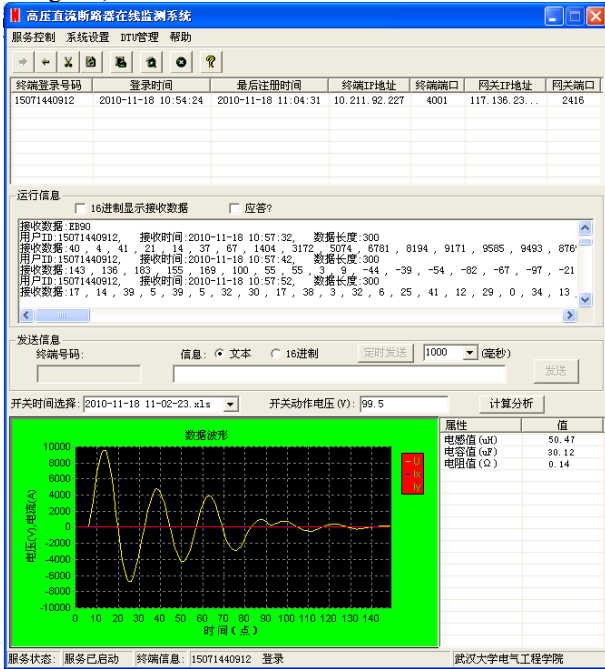 高压直流断路器在线监测系统
服务控制 系统设置 DTU管理 帮助
终端登录号码 登录时间 最后注册时间 终端IP地址 终端端口 网关IP地址 网关端口
15071440912 2010-11-18 10:54:24 2010-11-18 11:04:31 10.211.92.227 4001 117.136.23... 2416
运行信息
16进制显示接收数据 应答?
接收数据:EB90
用户ID:15071440912, 接收时间:2010-11-18 10:57:32, 数据长度:300
接收数据:40 , 4 , 41 , 21 , 14 , 37 , 67 , 1404 , 3172 , 5074 , 6781 , 8194 , 9171 , 9585 , 9493 , 876
用户ID:15071440912, 接收时间:2010-11-18 10:57:42, 数据长度:300
接收数据:143 , 136 , 183 , 155 , 169 , 100 , 55 , 55 , 3 , 9 , -44 , -39 , -54 , -82 , -67 , -97 , -21
用户ID:15071440912, 接收时间:2010-11-18 10:57:52, 数据长度:300
接收数据:17 , 14 , 39 , 5 , 39 , 5 , 32 , 30 , 17 , 38 , 3 , 32 , 6 , 25 , 41 , 12 , 29 , 0 , 34 , 13 .
发送信息
终端号码: 信息: 文本 16进制 定时发送 1000 (毫秒)
发送
开关时间选择: 2010-11-18 11-02-23.xls 开关动作电压(V): 99.5 计算分析
数据波形
电压(V),电流(A)
10000
8000
6000
4000
2000
0
-2000
-4000
-6000
-8000
-10000
0 10 20 30 40 50 60 70 80 90 100 110 120 130 140
时间(点)
U
Ix
Iy
属性 值
电感值(uH) 50.47
电容值(uF) 30.12
电阻值(Ω) 0.14
服务状态: 服务已启动 终端信息: 15071440912 登录 武汉大学电气工程学院